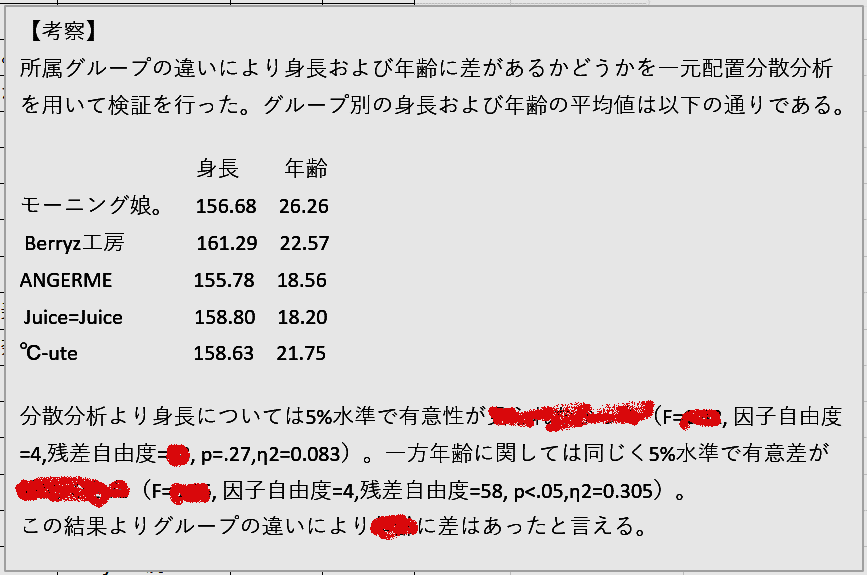 【考察】
所属グループの違いにより身長および年齢に差があるかどうかを一元配置分散分析
を用いて検証を行った。グループ別の身長および年齢の平均値は以下の通りである。
身長 年齢
モーニング娘。 156.68 26.26
Berryz工房 161.29 22.57
ANGERME 155.78 18.56
Juice=Juice 158.80 18.20
℃-ute 158.63 21.75
分散分析より身長については5%水準で有意性が（F=, 因子自由度
=4,残差自由度=, p=.27,η2=0.083）。一方年齢に関しては同じく5%水準で有意差が
（F=, 因子自由度=4,残差自由度=58, p<.05,η2=0.305）。
この結果よりグループの違いによりに差はあったと言える。